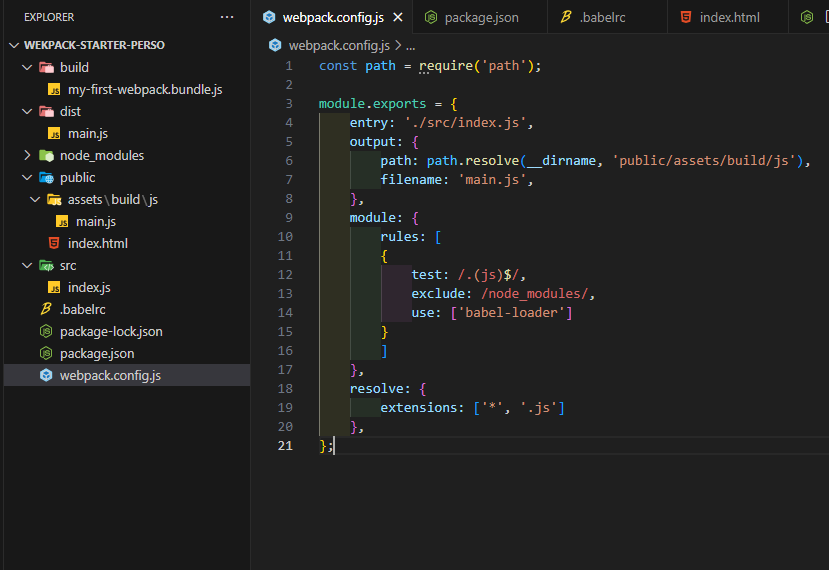 EXPLORER
...
WEKPACK-STARTER-PERSO
build
my-first-webpack.bundle.js
dist
main.js
node_modules
public
assets\build\js
main.js
index.html
src
index.js
.babelrc
package-lock.json
package.json
webpack.config.js
webpack.config.js
package.json
.babelrc
index.html
webpack.config.js > ...
1 const path = require('path');
2
3 module.exports = {
4 entry: './src/index.js',
5 output: {
6 path: path.resolve(__dirname, 'public/assets/build/js'),
7 filename: 'main.js',
8 },
9 module: {
10 rules: [
11 {
12 test: /.(js)$/,
13 exclude: /node_modules/,
14 use: ['babel-loader']
15 }
16 ]
17 },
18 resolve: {
19 extensions: ['*', '.js']
20 },
21 };